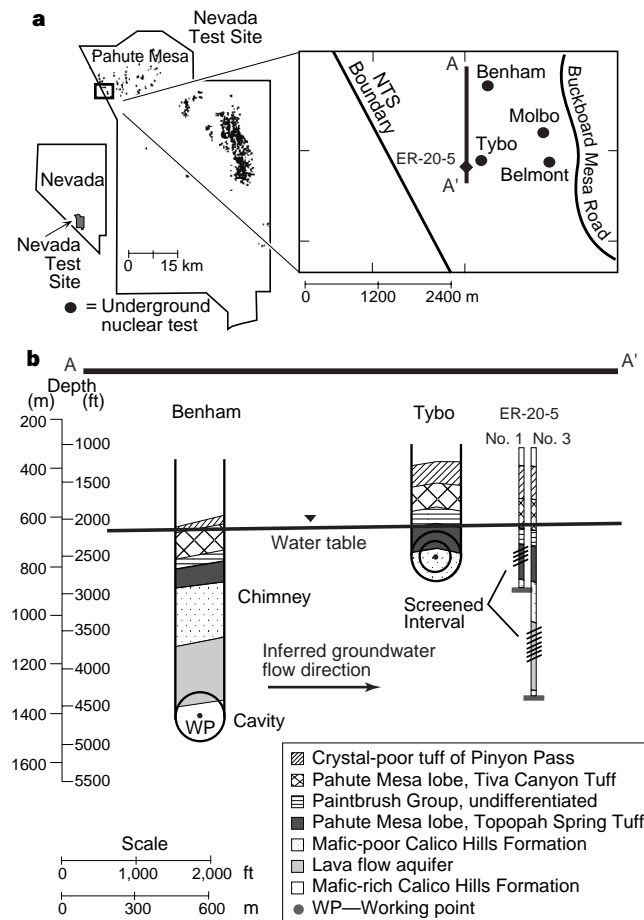 a
Nevada
Test Site
Pahute Mesa
Nevada
Nevada
Test
Site
0 15 km
= Underground
nuclear test
NTS
Boundary
A
Benham
Molbo
Tybo
ER-20-5
Belmont
A'
Buckboard Mesa Road
0 1200 2400 m
b
A A'
Depth
(m) (ft)
200
400
600
800
1000
1200
1400
1600
1000
1500
2000
2500
3000
3500
4000
4500
5000
5500
Benham
Tybo
ER-20-5
No. 1 No. 3
Water table
Chimney
Screened
Interval
Inferred groundwater
flow direction
WP
Cavity
Crystal-poor tuff of Pinyon Pass
Pahute Mesa lobe, Tiva Canyon Tuff
Paintbrush Group, undifferentiated
Pahute Mesa lobe, Topopah Spring Tuff
Mafic-poor Calico Hills Formation
Lava flow aquifer
Mafic-rich Calico Hills Formation
WP—Working point
Scale
0 1,000 2,000 ft
0 300 600 m